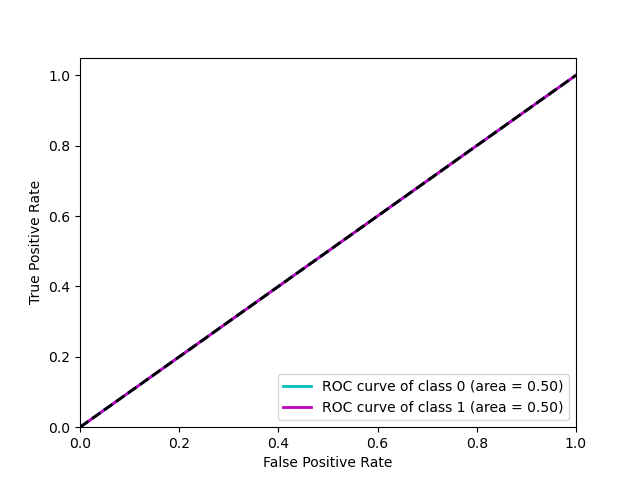 1.0
0.8
0.6
0.4
0.2
0.0
True Positive Rate
ROC curve of class 0 (area = 0.50)
ROC curve of class 1 (area = 0.50)
0.0 0.2 0.4 0.6 0.8 1.0
False Positive Rate